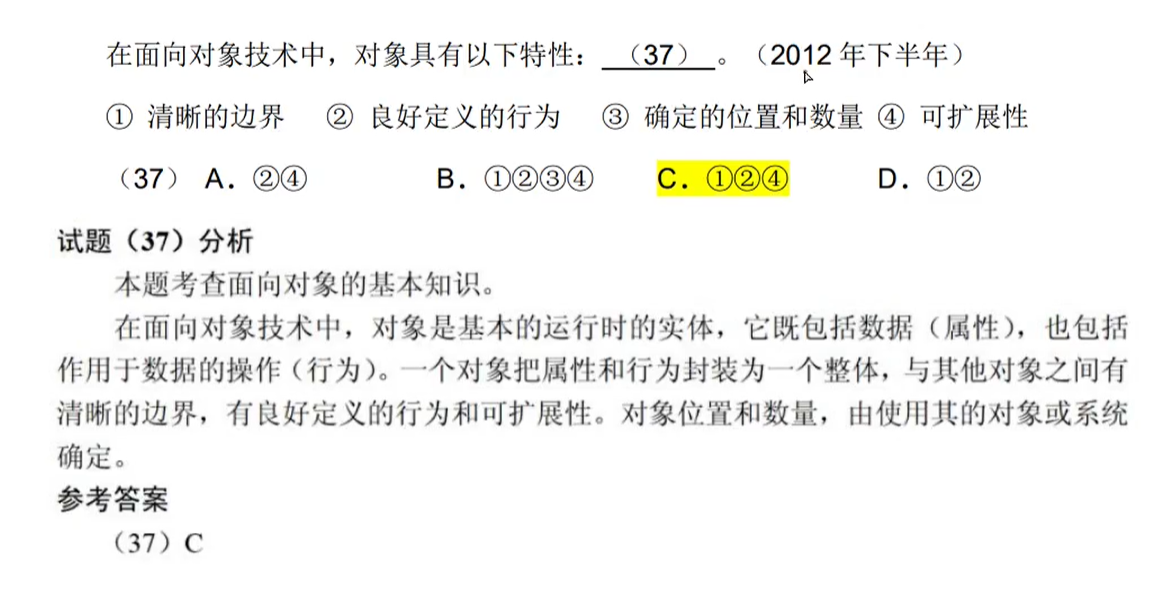 在面向对象技术中，对象具有以下特性：（37）。（2012 年下半年）
① 清晰的边界 ② 良好定义的行为 ③ 确定的位置和数量 ④ 可扩展性
（37） A．②④ B．①②③④ C．①②④ D．①②
试题（37）分析
本题考查面向对象的基本知识。
在面向对象技术中，对象是基本的运行时的实体，它既包括数据（属性），也包括
作用于数据的操作（行为）。一个对象把属性和行为封装为一个整体，与其他对象之间有
清晰的边界，有良好定义的行为和可扩展性。对象位置和数量，由使用其的对象或系统
确定。
参考答案
（37）C